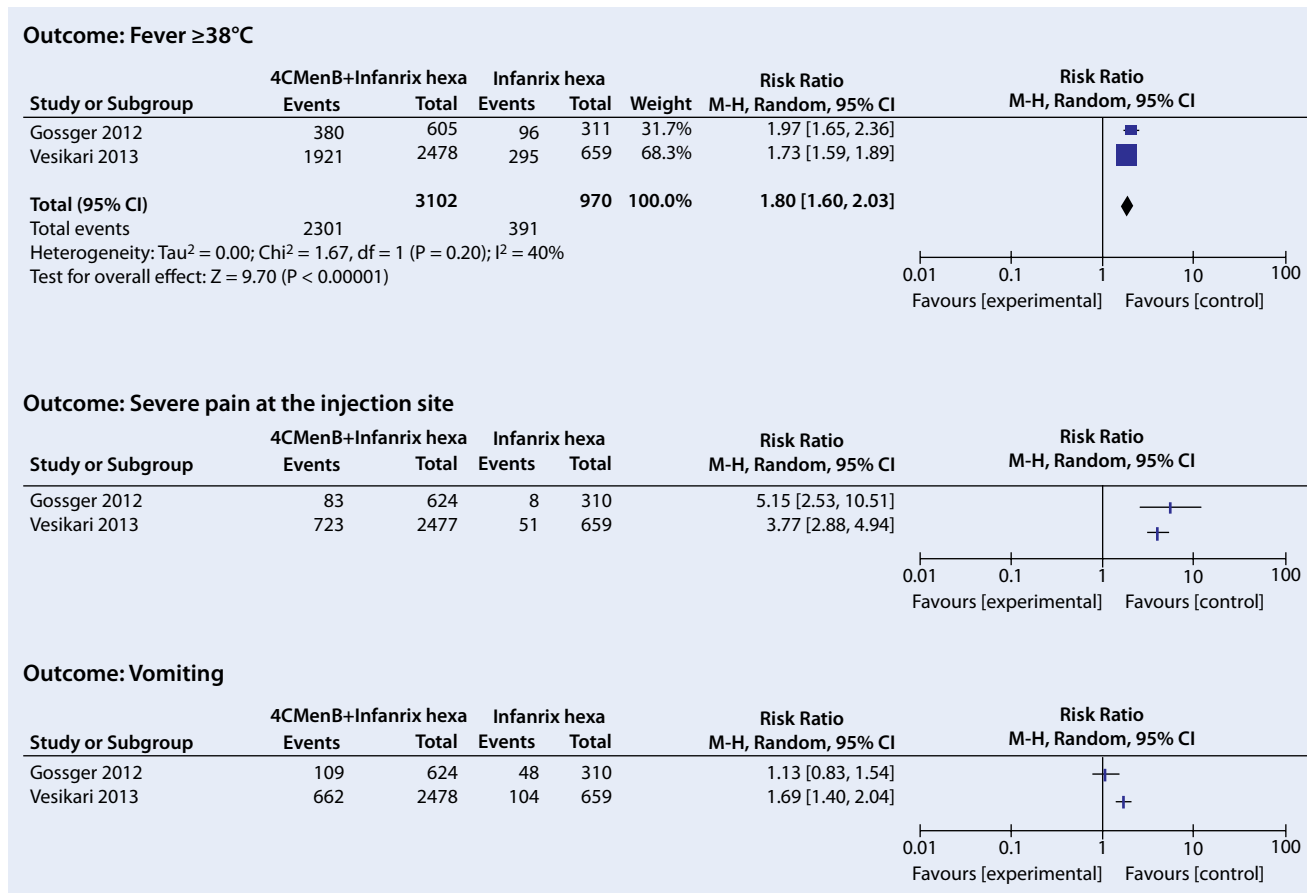 Outcome: Fever ≥38°C
4CMenB+Infanrix hexa Infanrix hexa Risk Ratio Risk Ratio
Study or Subgroup Events Total Events Total Weight M-H, Random, 95% CI M-H, Random, 95% CI
Gossger 2012 380 605 96 311 31.7% 1.97 [1.65, 2.36]
Vesikari 2013 1921 2478 295 659 68.3% 1.73 [1.59, 1.89]
Total (95% CI) 3102 970 100.0% 1.80 [1.60, 2.03]
Total events 2301 391
Heterogeneity: Tau² = 0.00; Chi² = 1.67, df = 1 (P = 0.20); I² = 40%
Test for overall effect: Z = 9.70 (P < 0.00001)
0.01 0.1 1 10 100
Favours [experimental] Favours [control]
Outcome: Severe pain at the injection site
4CMenB+Infanrix hexa Infanrix hexa Risk Ratio Risk Ratio
Study or Subgroup Events Total Events Total M-H, Random, 95% CI M-H, Random, 95% CI
Gossger 2012 83 624 8 310 5.15 [2.53, 10.51]
Vesikari 2013 723 2477 51 659 3.77 [2.88, 4.94]
0.01 0.1 1 10 100
Favours [experimental] Favours [control]
Outcome: Vomiting
4CMenB+Infanrix hexa Infanrix hexa Risk Ratio Risk Ratio
Study or Subgroup Events Total Events Total M-H, Random, 95% CI M-H, Random, 95% CI
Gossger 2012 109 624 48 310 1.13 [0.83, 1.54]
Vesikari 2013 662 2478 104 659 1.69 [1.40, 2.04]
0.01 0.1 1 10 100
Favours [experimental] Favours [control]